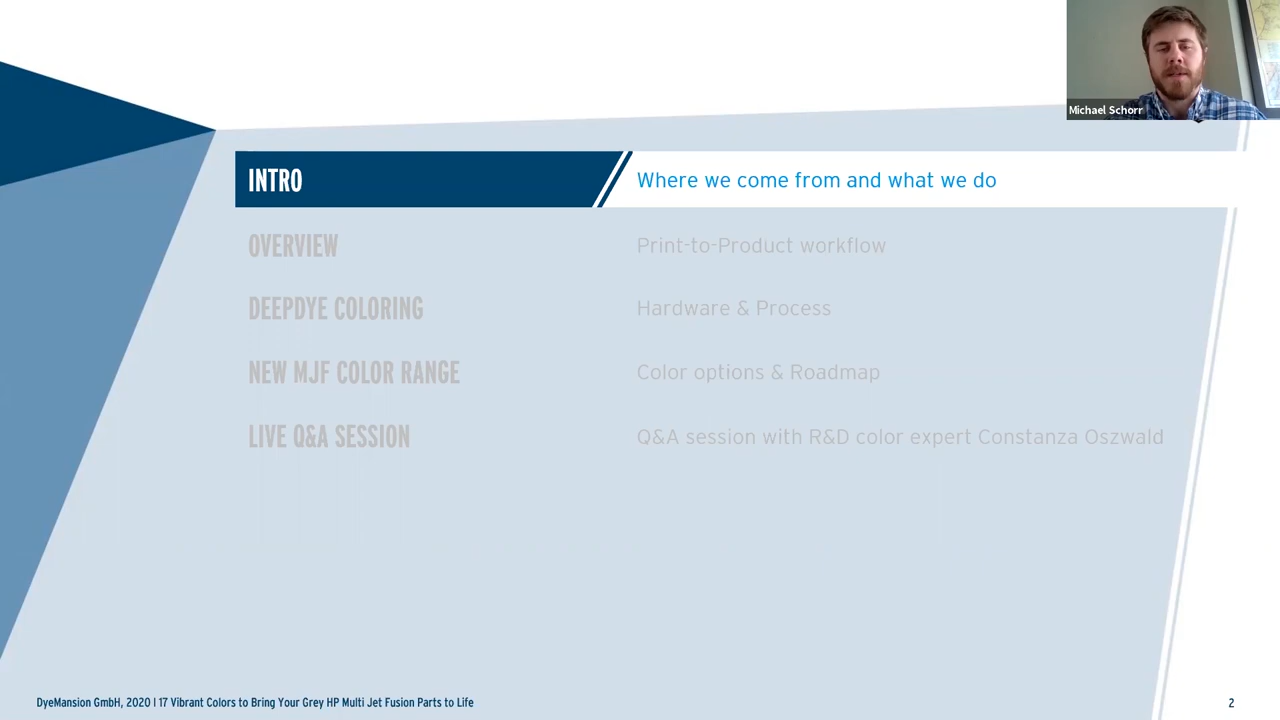 Michael Schorr
INTRO
Where we come from and what we do
OVERVIEW
Print-to-Product workflow
DEEPDYE COLORING
Hardware & Process
NEW MJF COLOR RANGE
Color options & Roadmap
LIVE Q&A SESSION
Q&A session with R&D color expert Constanza Oszwald
DyeMansion GmbH, 2020 I 17 Vibrant Colors to Bring Your Grey HP Multi Jet Fusion Parts to Life
2